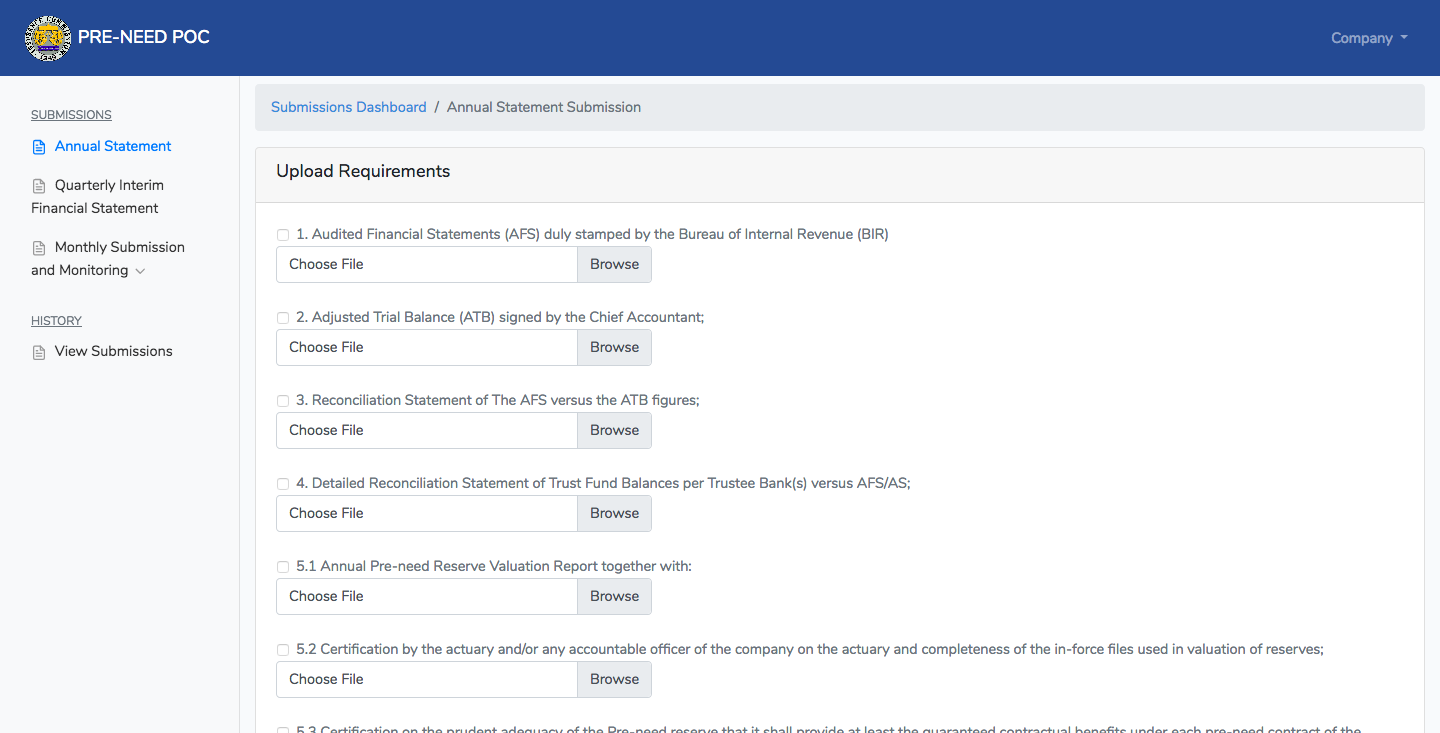 PRE-NEED POC
Company
SUBMISSIONS
Annual Statement
Quarterly Interim
Financial Statement
Monthly Submission
and Monitoring
HISTORY
View Submissions
Submissions Dashboard / Annual Statement Submission
Upload Requirements
1. Audited Financial Statements (AFS) duly stamped by the Bureau of Internal Revenue (BIR)
Choose File Browse
2. Adjusted Trial Balance (ATB) signed by the Chief Accountant;
Choose File Browse
3. Reconciliation Statement of The AFS versus the ATB figures;
Choose File Browse
4. Detailed Reconciliation Statement of Trust Fund Balances per Trustee Bank(s) versus AFS/AS;
Choose File Browse
5.1 Annual Pre-need Reserve Valuation Report together with:
Choose File Browse
5.2 Certification by the actuary and/or any accountable officer of the company on the actuary and completeness of the in-force files used in valuation of reserves;
Choose File Browse
5.3 Certification on the prudent adequacy of the Pre-need reserve that it shall provide at least the guaranteed contractual benefits under each pre-need contract of the